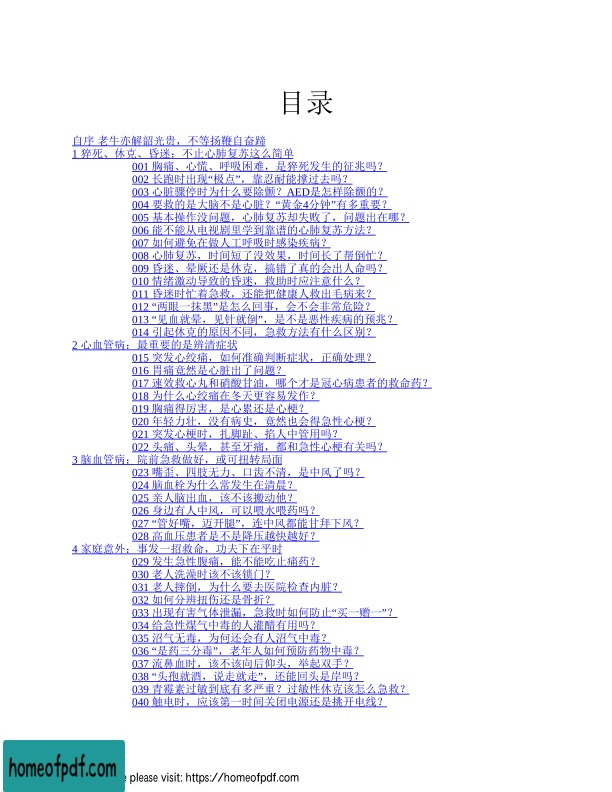 目录
自序 老牛亦解韶光贵，不等扬鞭自奋蹄
1 猝死、休克、昏迷：不止心肺复苏这么简单
001 胸痛、心慌、呼吸困难，是猝死发生的征兆吗？
002 长跑时出现“极点”，靠忍耐能撑过去吗？
003 心脏骤停时为什么要除颤？AED是怎样除颤的？
004 要救的是大脑不是心脏？“黄金4分钟”有多重要？
005 基本操作没问题，心肺复苏却失败了，问题出在哪？
006 能不能从电视剧里学到靠谱的心肺复苏方法？
007 如何避免在做人工呼吸时感染疾病？
008 心肺复苏，时间短了没效果，时间长了帮倒忙？
009 昏迷、晕厥还是休克，搞错了真的会出人命吗？
010 情绪激动导致的昏迷，救助时应注意什么？
011 昏迷时忙着急救，还能把健康人救出毛病来？
012 “两眼一抹黑”是怎么回事，会不会非常危险？
013 “见血就晕，见针就倒”，是不是恶性疾病的预兆？
014 引起休克的原因不同，急救方法有什么区别？
2 心血管病：最重要的是辨清症状
015 突发心绞痛，如何准确判断症状，正确处理？
016 胃痛竟然是心脏出了问题？
017 速效救心丸和硝酸甘油，哪个才是冠心病患者的救命药？
018 为什么心绞痛在冬天更容易发作？
019 胸痛得厉害，是心累还是心梗？
020 年轻力壮，没有病史，竟然也会得急性心梗？
021 突发心梗时，扎脚趾、掐人中管用吗？
022 头痛、头晕，甚至牙痛，都和急性心梗有关吗？
3 脑血管病：院前急救做好，或可扭转局面
023 嘴歪、四肢无力、口齿不清，是中风了吗？
024 脑血栓为什么常发生在清晨？
025 亲人脑出血，该不该搬动他？
026 身边有人中风，可以喂水喂药吗？
027 “管好嘴，迈开腿”，连中风都能甘拜下风？
028 高血压患者是不是降压越快越好？
4 家庭意外：事发一招救命，功夫下在平时
029 发生急性腹痛，能不能吃止痛药？
030 老人洗澡时该不该锁门？
031 老人摔倒，为什么要去医院检查内脏？
032 如何分辨扭伤还是骨折？
033 出现有害气体泄漏，急救时如何防止“买一赠一”？
034 给急性煤气中毒的人灌醋有用吗？
035 沼气无毒，为何还会有人沼气中毒？
036 “是药三分毒”，老年人如何预防药物中毒？
037 流鼻血时，该不该向后仰头，举起双手？
038 “头孢就酒，说走就走”，还能回头是岸吗？
039 青霉素过敏到底有多严重？过敏性休克该怎么急救？
040 触电时，应该第一时间关闭电源还是挑开电线？
homeofpdf.com
e please visit: https://homeofpdf.com